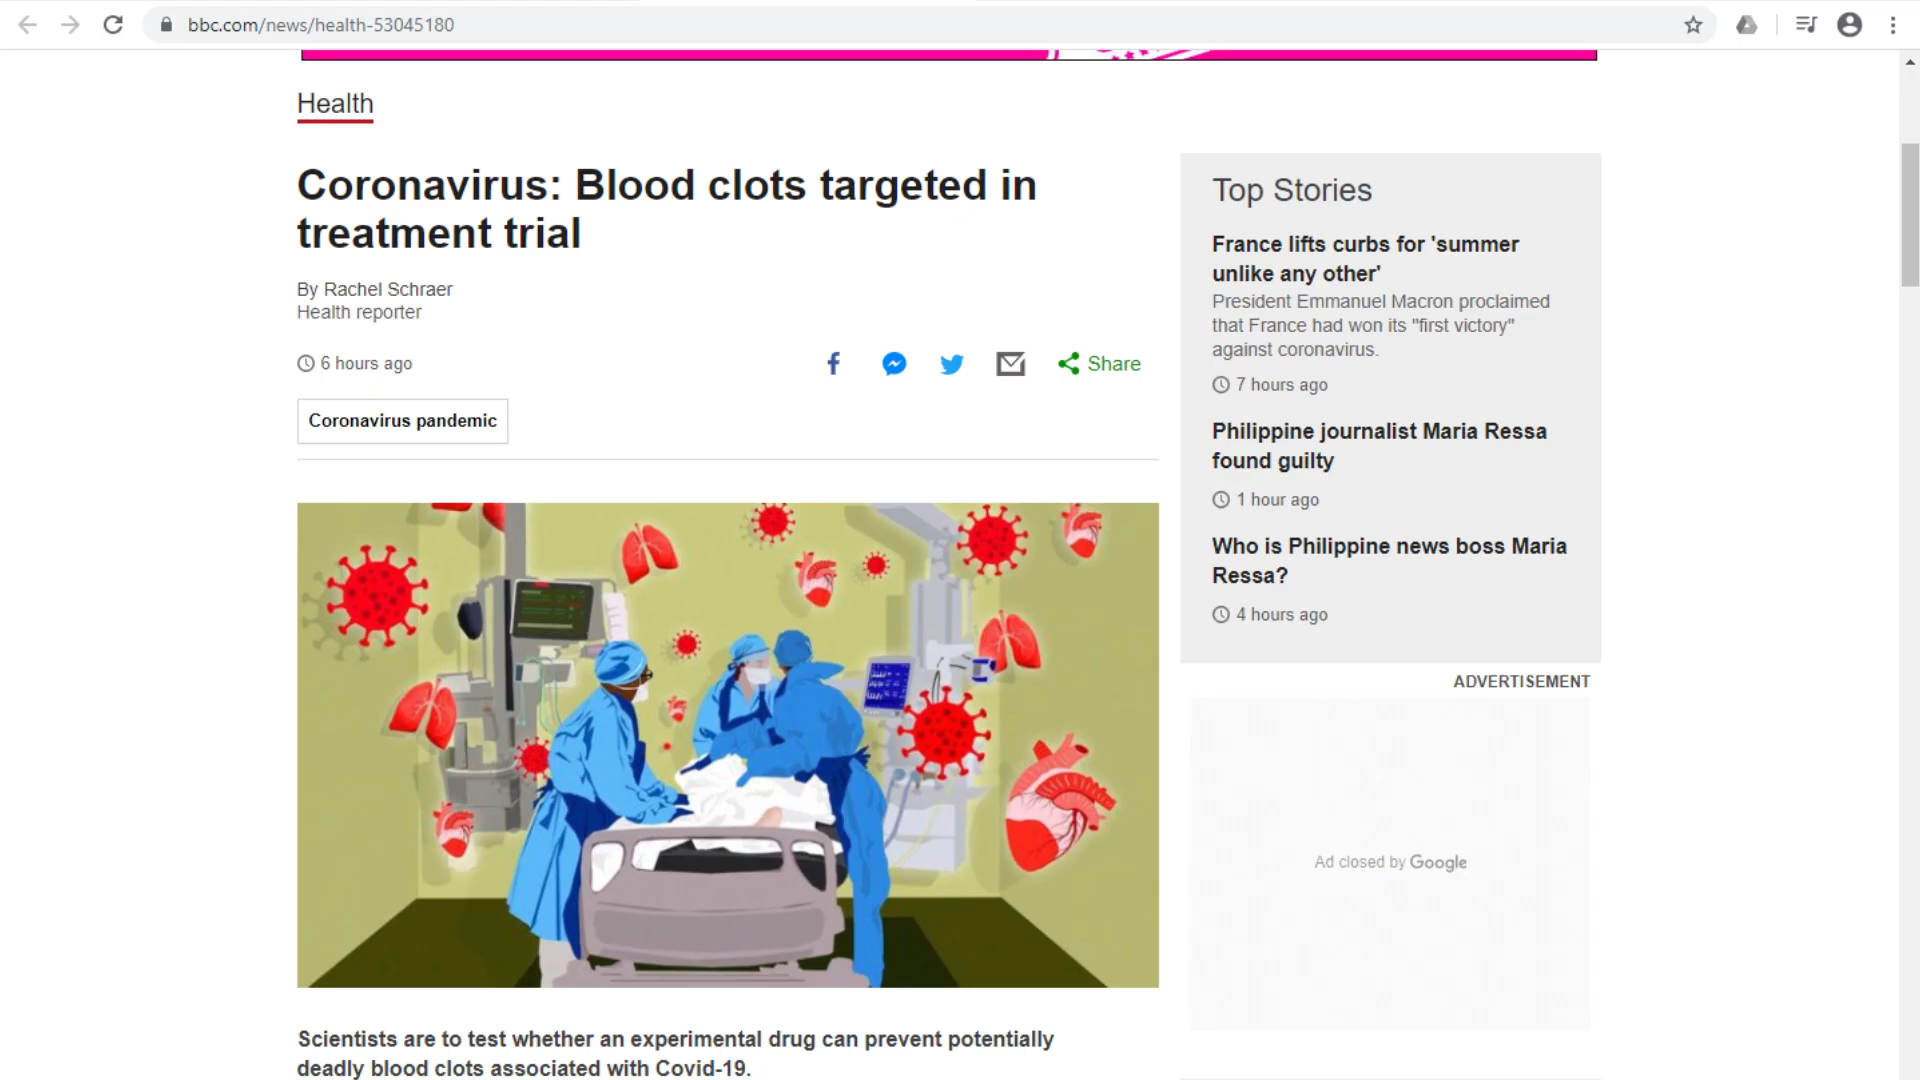 bbc.com/news/health-53045180
Health
Coronavirus: Blood clots targeted in
treatment trial
By Rachel Schraer
Health reporter
6 hours ago
Share
Coronavirus pandemic
Scientists are to test whether an experimental drug can prevent potentially
deadly blood clots associated with Covid-19.
Top Stories
France lifts curbs for 'summer
unlike any other'
President Emmanuel Macron proclaimed
that France had won its "first victory"
against coronavirus.
7 hours ago
Philippine journalist Maria Ressa
found guilty
1 hour ago
Who is Philippine news boss Maria
Ressa?
4 hours ago
ADVERTISEMENT
Ad closed by Google